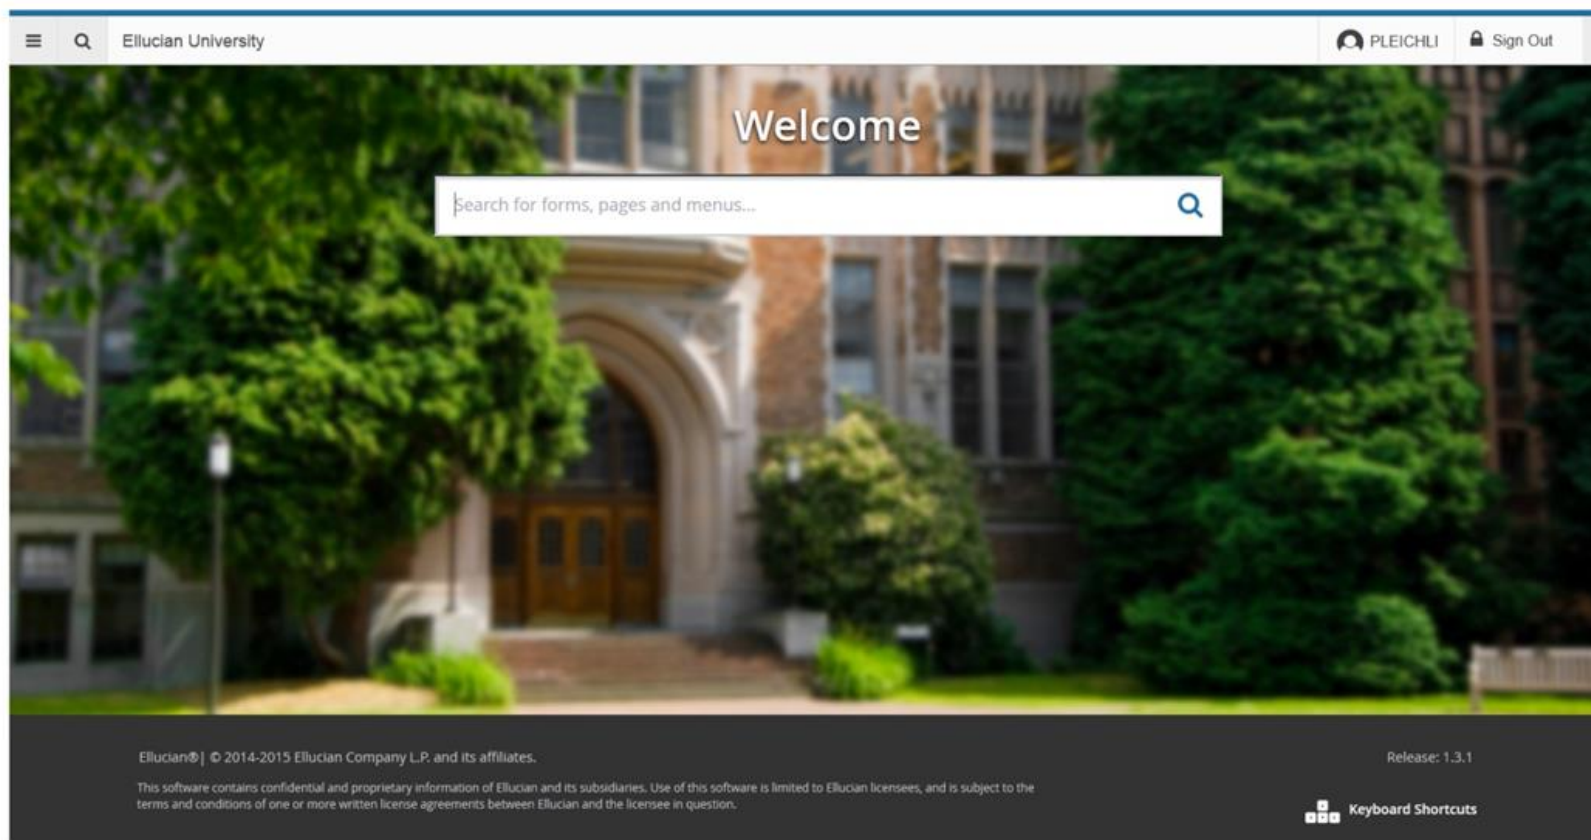 Ellucian University
PLEICHLI
Sign Out
Welcome
Search for forms, pages and menus...
Ellucian®| © 2014-2015 Ellucian Company L.P. and its affiliates.
Release: 1.3.1
This software contains confidential and proprietary information of Ellucian and its subsidiaries. Use of this software is limited to Ellucian licensees, and is subject to the
terms and conditions of one or more written license agreements between Ellucian and the licensee in question.
Keyboard Shortcuts